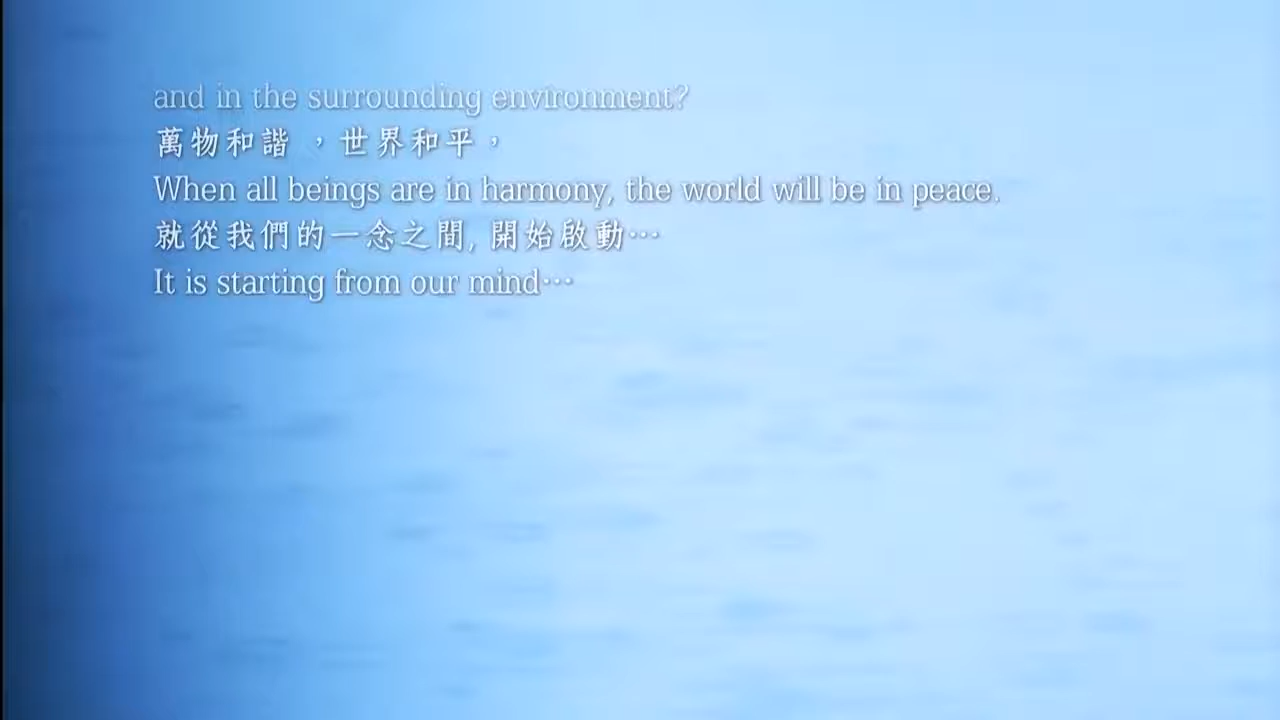 and in the surrounding environment?
萬物和諧 ，世界和平，
When all beings are in harmony, the world will be in peace.
就從我們的一念之間, 開始啟動…
It is starting from our mind…